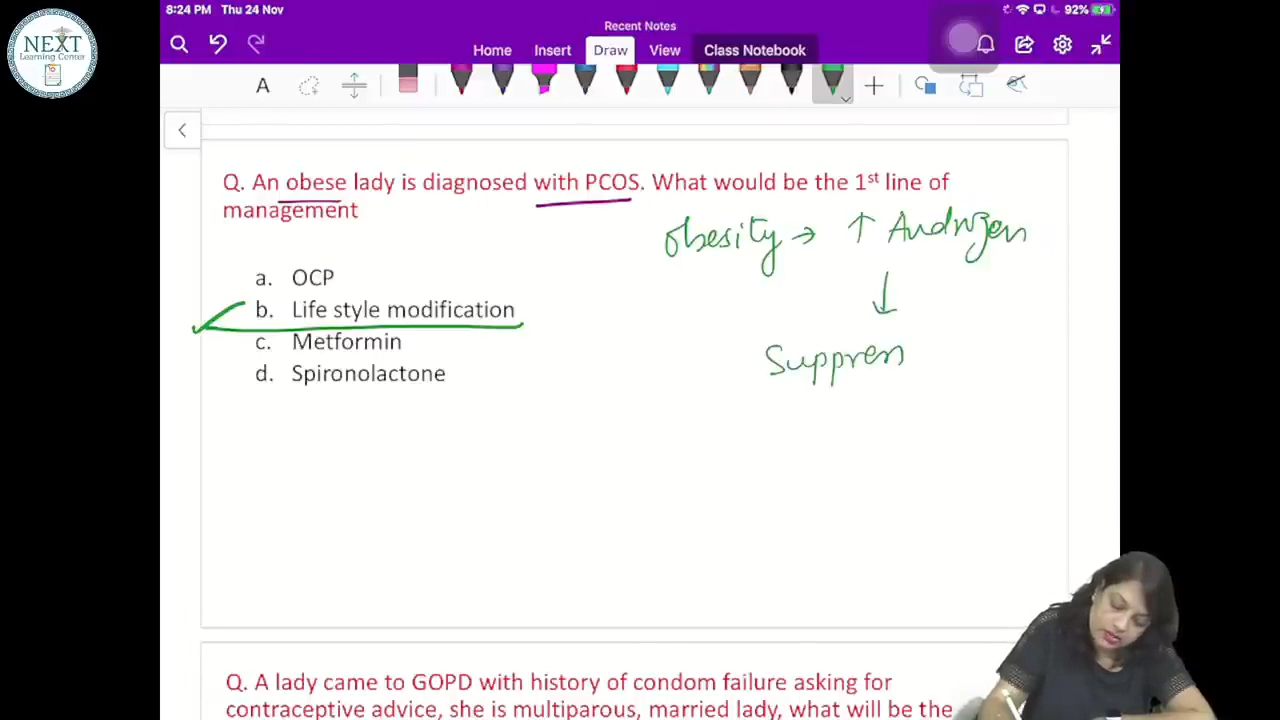 8:24 PM Thu 24 Nov
92%
NEXT
Learning Center
Recent Notes
Home Insert Draw View Class Notebook
A
Q. An obese lady is diagnosed with PCOS. What would be the 1st line of
management
Obesity → ↑ Androgen
↓
Suppress
a. OCP
b. Life style modification
c. Metformin
d. Spironolactone
Q. A lady came to GOPD with history of condom failure asking for
contraceptive advice, she is multiparous, married lady, what will be the